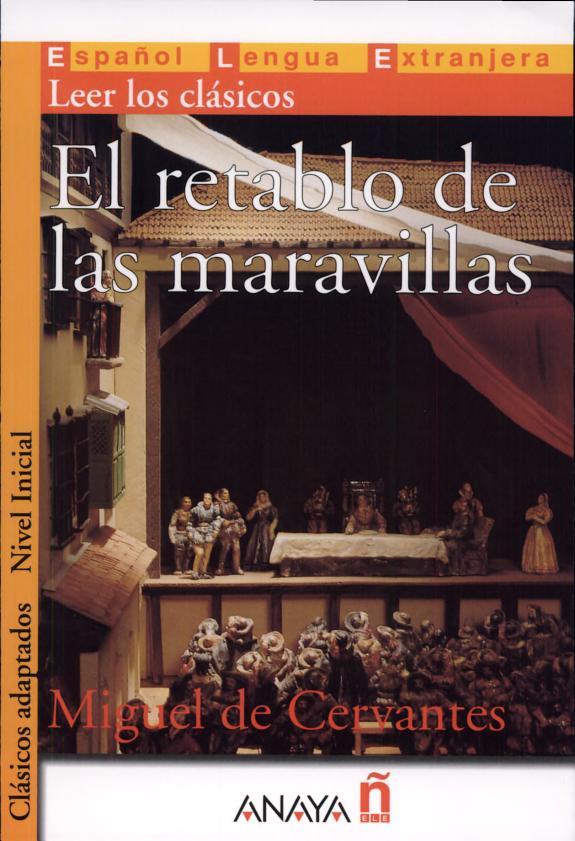 Español Lengua Extranjera
Leer los clásicos
El retablo de
las maravillas
Clásicos adaptados Nivel Inicial
Miguel de Cervantes
ANAYA ñ
ELE